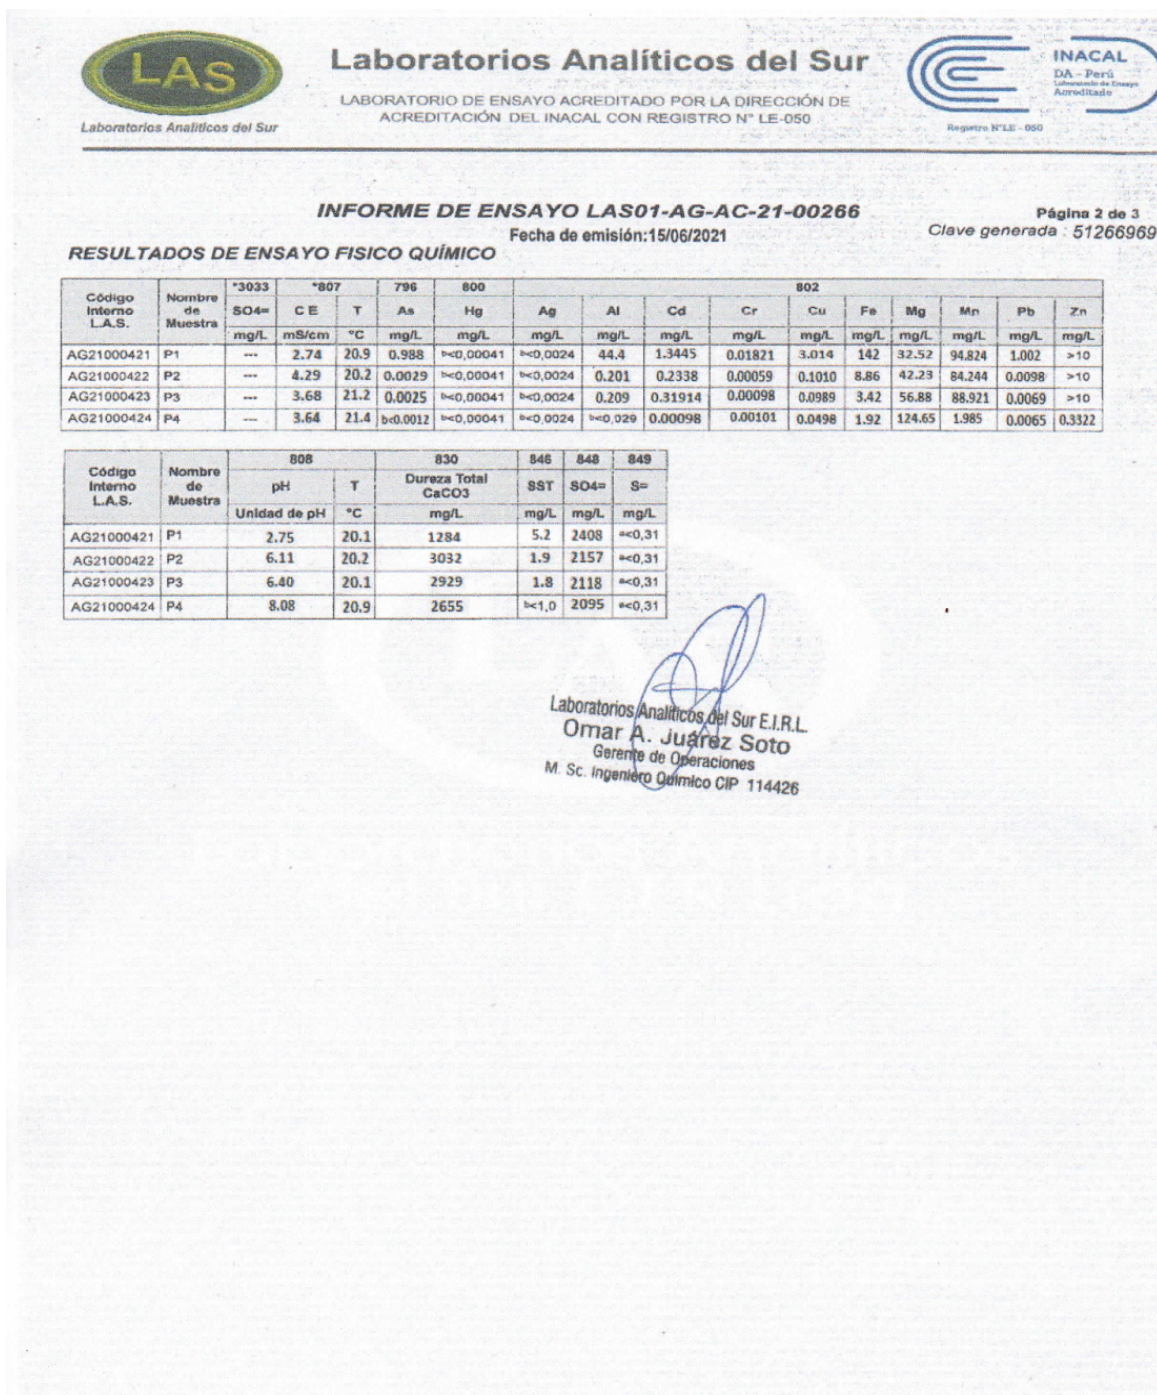 LAS
Laboratorios Analíticos del Sur
Laboratorios Analíticos del Sur
LABORATORIO DE ENSAYO ACREDITADO POR LA DIRECCIÓN DE
ACREDITACIÓN DEL INACAL CON REGISTRO N° LE-050
INACAL
DA - Perú
Laboratorio de Ensayo
Acreditado
Registro N°LE - 050
INFORME DE ENSAYO LAS01-AG-AC-21-00266
Página 2 de 3
Fecha de emisión:15/06/2021
Clave generada : 51266969
RESULTADOS DE ENSAYO FISICO QUÍMICO
Código Interno L.A.S. Nombre de Muestra *3033 *807 796 800 802
SO4= C E T As Hg Ag Al Cd Cr Cu Fe Mg Mn Pb Zn
mg/L mS/cm °C mg/L mg/L mg/L mg/L mg/L mg/L mg/L mg/L mg/L mg/L mg/L mg/L
AG21000421 P1 --- 2.74 20.9 0.988 b<0,00041 b<0,0024 44.4 1.3445 0.01821 3.014 142 32.52 94.824 1.002 >10
AG21000422 P2 --- 4.29 20.2 0.0029 b<0,00041 b<0,0024 0.201 0.2338 0.00059 0.1010 8.86 42.23 84.244 0.0098 >10
AG21000423 P3 --- 3.68 21.2 0.0025 b<0,00041 b<0,0024 0.209 0.31914 0.00098 0.0989 3.42 56.88 88.921 0.0069 >10
AG21000424 P4 --- 3.64 21.4 b<0.0012 b<0,00041 b<0,0024 b<0,029 0.00098 0.00101 0.0498 1.92 124.65 1.985 0.0065 0.3322
Código Interno L.A.S. Nombre de Muestra 808 830 846 848 849
pH T Dureza Total CaCO3 SST SO4= S=
Unidad de pH °C mg/L mg/L mg/L mg/L
AG21000421 P1 2.75 20.1 1284 5.2 2408 a<0,31
AG21000422 P2 6.11 20.2 3032 1.9 2157 a<0,31
AG21000423 P3 6.40 20.1 2929 1.8 2118 a<0,31
AG21000424 P4 8.08 20.9 2655 b<1,0 2095 a<0,31
Laboratorios Analíticos del Sur E.I.R.L.
Omar A. Juárez Soto
Gerente de Operaciones
M. Sc. Ingeniero Químico CIP 114426